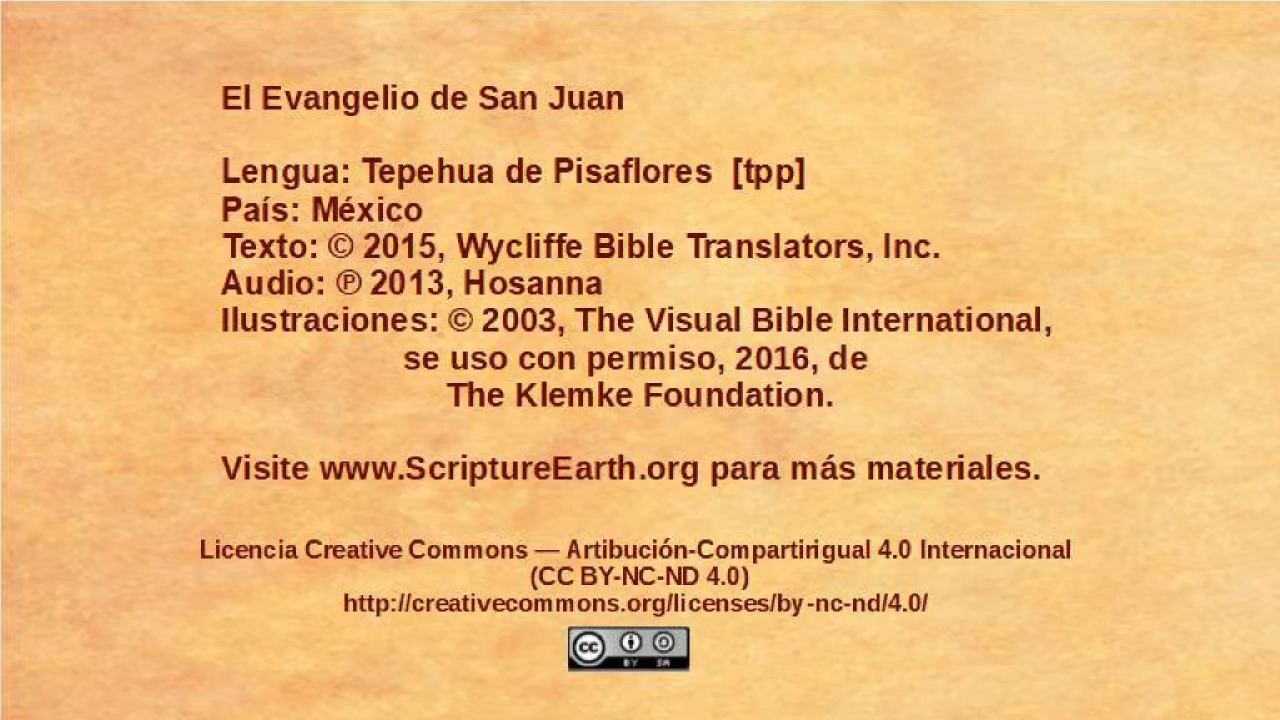 El Evangelio de San Juan
Lengua: Tepehua de Pisaflores [tpp]
País: México
Texto: © 2015, Wycliffe Bible Translators, Inc.
Audio: ℗ 2013, Hosanna
Ilustraciones: © 2003, The Visual Bible International,
se uso con permiso, 2016, de
The Klemke Foundation.
Visite www.ScriptureEarth.org para más materiales.
Licencia Creative Commons — Artibución-Compartirigual 4.0 Internacional
(CC BY-NC-ND 4.0)
http://creativecommons.org/licenses/by-nc-nd/4.0/
cc BY SA